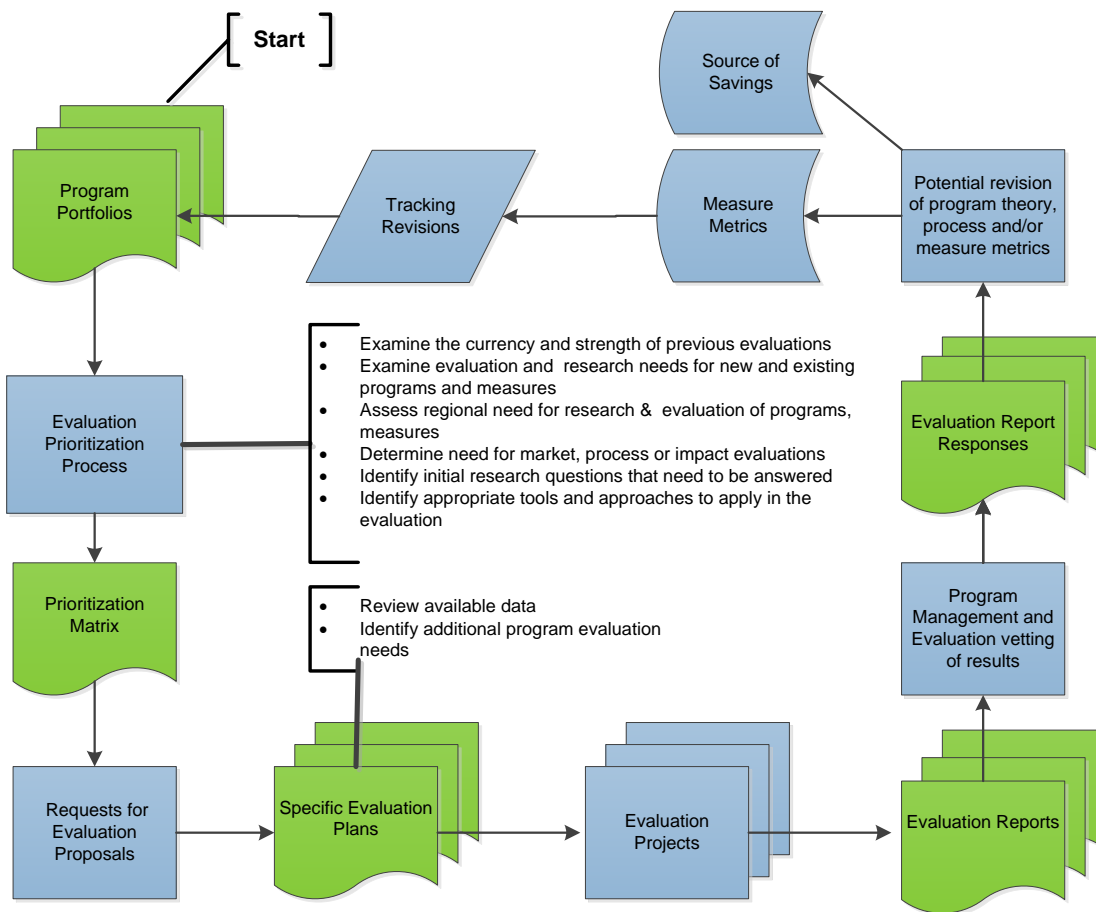 Start
Source of
Savings
Program
Portfolios
Tracking
Revisions
Measure
Metrics
Potential revision
of program theory,
process and/or
measure metrics
Evaluation
Prioritization
Process
• Examine the currency and strength of previous evaluations
• Examine evaluation and research needs for new and existing
programs and measures
• Assess regional need for research & evaluation of programs,
measures
• Determine need for market, process or impact evaluations
• Identify initial research questions that need to be answered
• Identify appropriate tools and approaches to apply in the
evaluation
Evaluation Report
Responses
Prioritization
Matrix
• Review available data
• Identify additional program evaluation
needs
Program
Management and
Evaluation vetting
of results
Requests for
Evaluation
Proposals
Specific Evaluation
Plans
Evaluation
Projects
Evaluation Reports